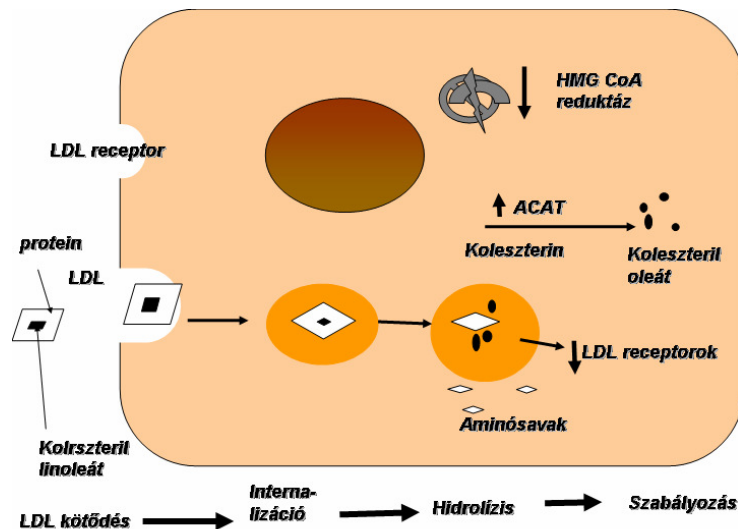 HMG CoA
reduktáz
LDL receptor
ACAT
Koleszterin
Koleszteril
oleát
protein
LDL
LDL receptorok
Aminósavak
Kolrszteril
linoleát
LDL kötődés
Interna-
lizáció
Hidrolízis
Szabályozás